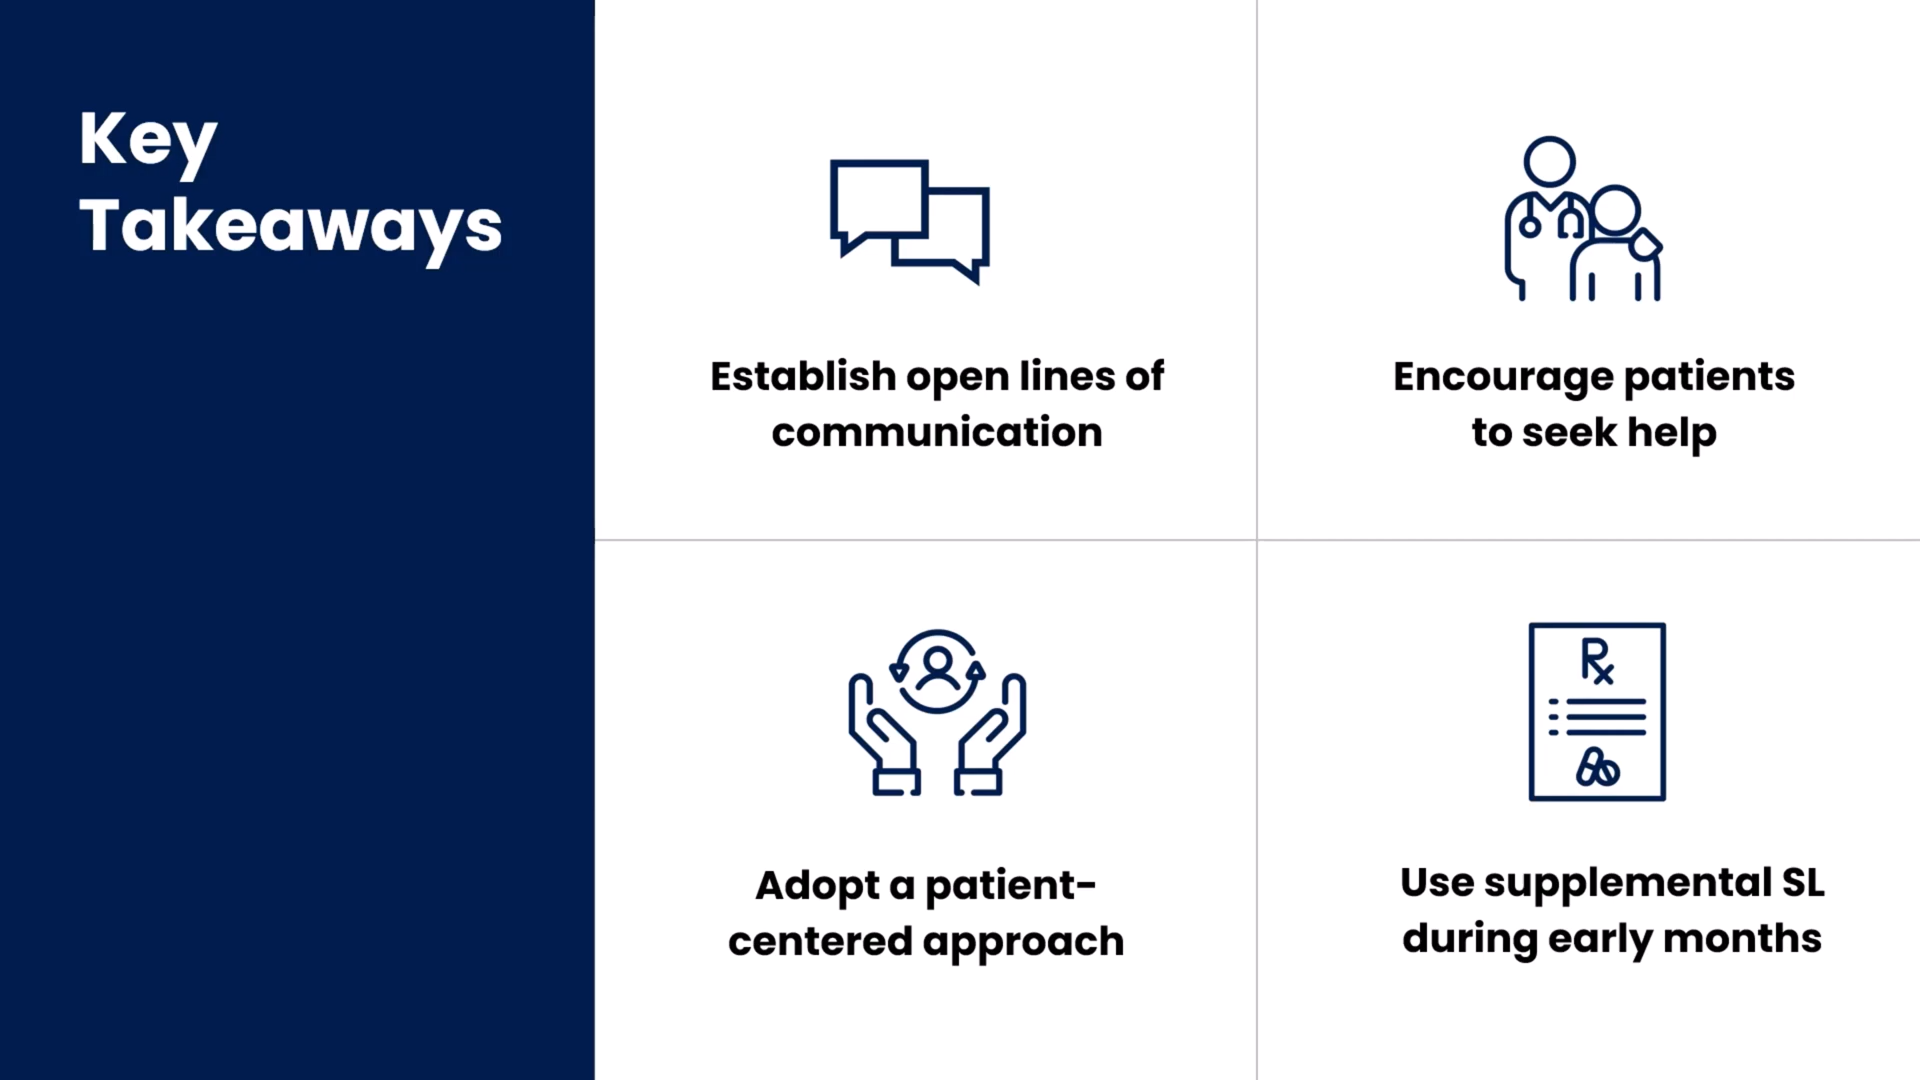 Key
Takeaways
Establish open lines of
communication
Encourage patients
to seek help
Adopt a patient-
centered approach
Rx
Use supplemental SL
during early months